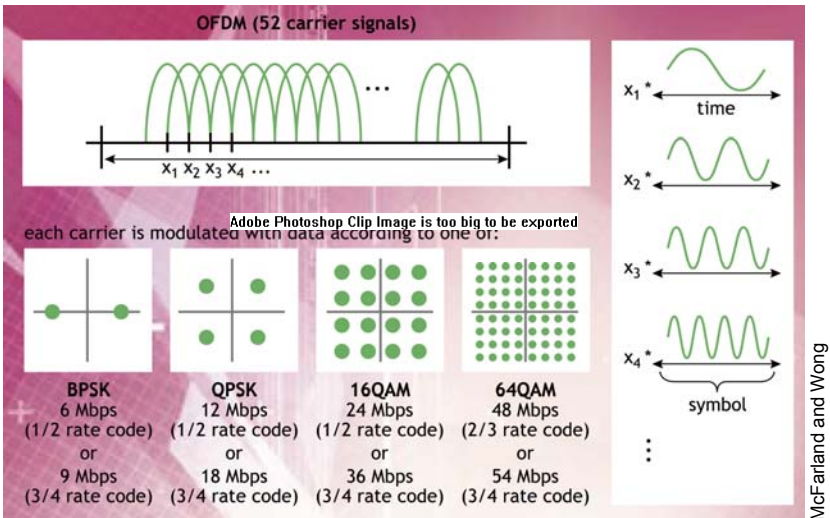 OFDM (52 carrier signals)
x1 x2 x3 x4 ...
...
Adobe Photoshop Clip Image is too big to be exported
each carrier is modulated with data according to one of:
BPSK
6 Mbps
(1/2 rate code)
or
9 Mbps
(3/4 rate code)
QPSK
12 Mbps
(1/2 rate code)
or
18 Mbps
(3/4 rate code)
16QAM
24 Mbps
(1/2 rate code)
or
36 Mbps
(3/4 rate code)
64QAM
48 Mbps
(2/3 rate code)
or
54 Mbps
(3/4 rate code)
x1 *
time
x2 *
x3 *
x4 *
symbol
McFarland and Wong